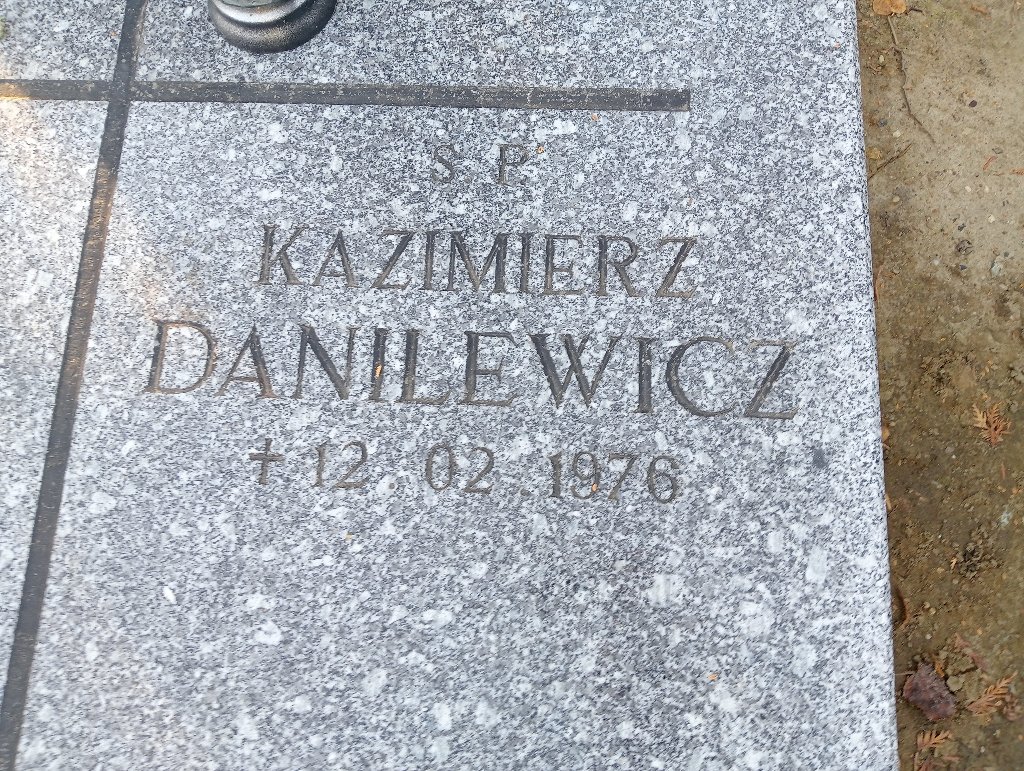 S P
KAZIMIERZ
DANILEWICZ
+ 12. 02. 1976